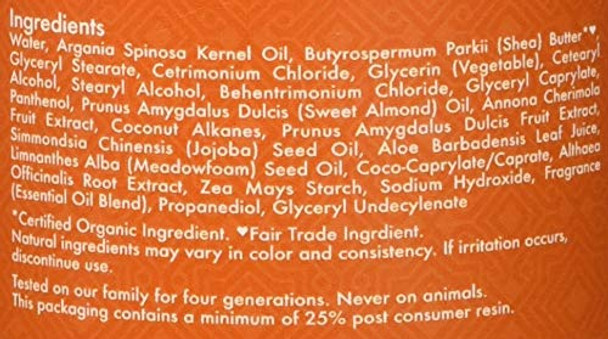 Ingredients
Water, Argania Spinosa Kernel Oil, Butyrospermum Parkii (Shea) Butter*♥,
Glyceryl Stearate, Cetrimonium Chloride, Glycerin (Vegetable), Cetearyl
Alcohol, Stearyl Alcohol, Behentrimonium Chloride, Glyceryl Caprylate,
Panthenol, Prunus Amygdalus Dulcis (Sweet Almond) Oil, Annona Cherimola
Fruit Extract, Coconut Alkanes, Prunus Amygdalus Dulcis Fruit Extract,
Simmondsia Chinensis (Jojoba) Seed Oil, Aloe Barbadensis Leaf Juice,
Limnanthes Alba (Meadowfoam) Seed Oil, Coco-Caprylate/Caprate, Althaea
Officinalis Root Extract, Zea Mays Starch, Sodium Hydroxide, Fragrance
(Essential Oil Blend), Propanediol, Glyceryl Undecylenate
*Certified Organic Ingredient. ♥Fair Trade Ingrdient.
Natural ingredients may vary in color and consistency. If irritation occurs,
discontinue use.
Tested on our family for four generations. Never on animals.
This packaging contains a minimum of 25% post consumer resin.